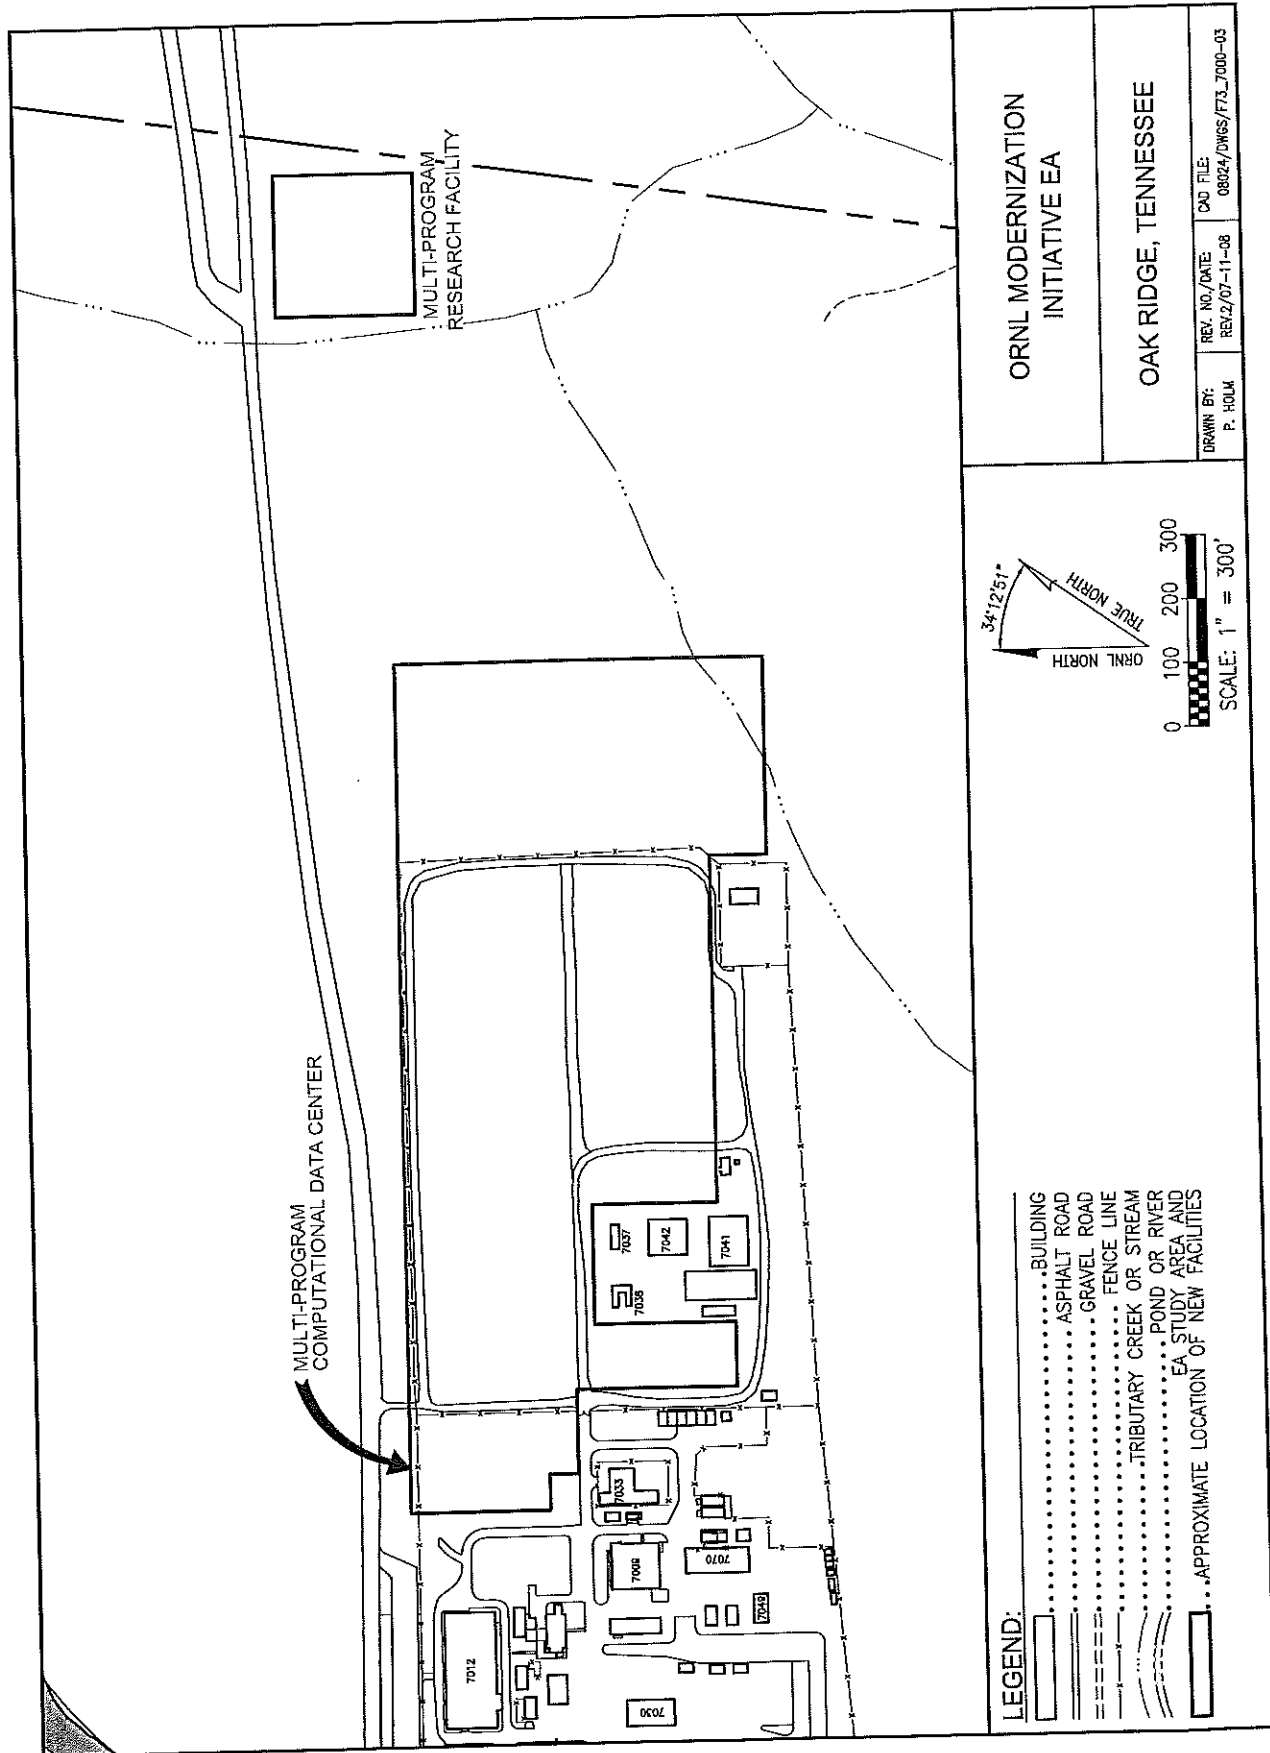 MULTI-PROGRAM
COMPUTATIONAL DATA CENTER
MULTI-PROGRAM
RESEARCH FACILITY
7012
7030
7009
7033
7070
7049
7038
7037
7042
7041
LEGEND:
BUILDING
ASPHALT ROAD
GRAVEL ROAD
FENCE LINE
TRIBUTARY CREEK OR STREAM
POND OR RIVER
EA STUDY AREA AND
APPROXIMATE LOCATION OF NEW FACILITIES
34°12'51"
ORNL NORTH
TRUE NORTH
0 100 200 300
SCALE: 1" = 300'
ORNL MODERNIZATION
INITIATIVE EA
OAK RIDGE, TENNESSEE
DRAWN BY:
P. HOLM
REV. NO./DATE:
REV.2/07-11-08
CAD FILE:
08024/DWGS/F73_7000-03